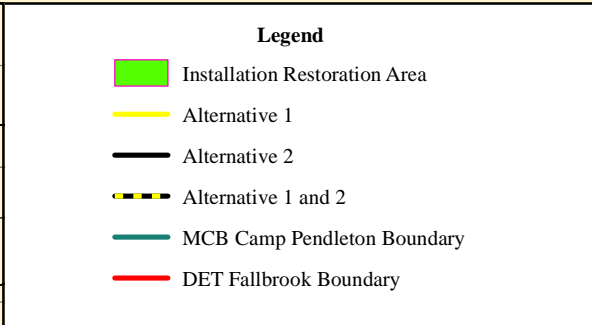 Legend
Installation Restoration Area
Alternative 1
Alternative 2
Alternative 1 and 2
MCB Camp Pendleton Boundary
DET Fallbrook Boundary